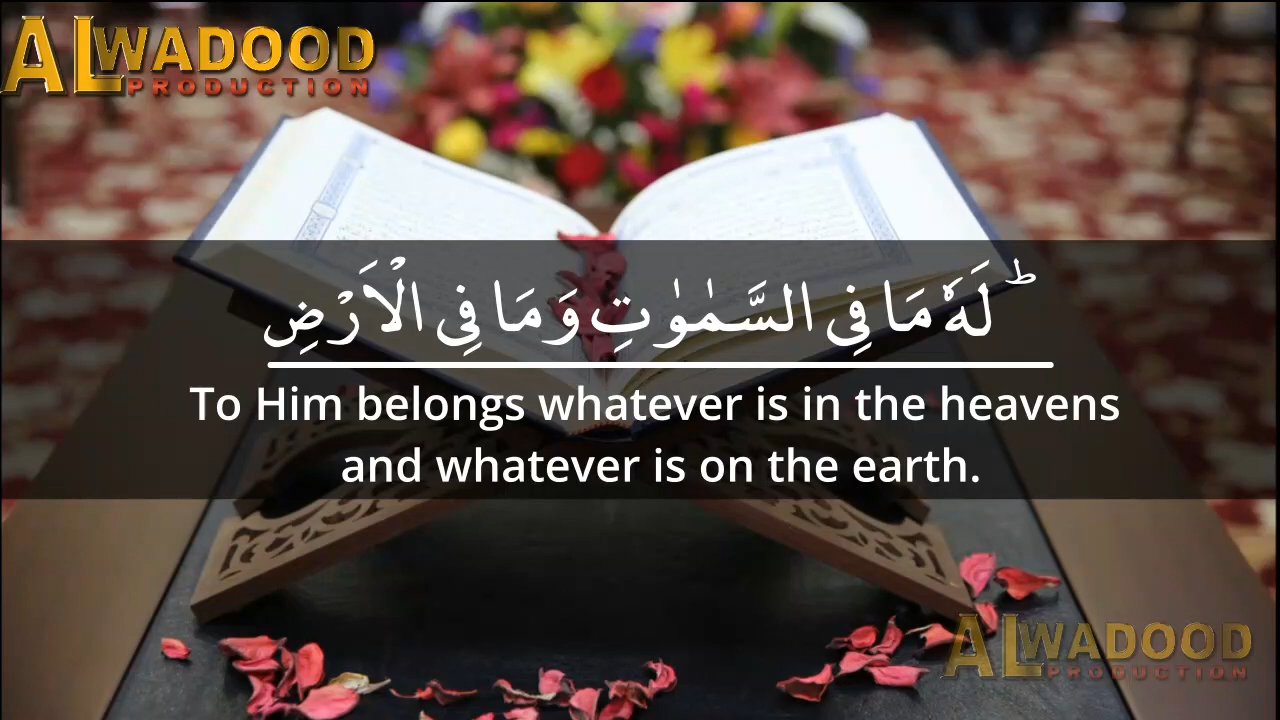 ALWADOOD
PRODUCTION
لَهٗ مَا فِی السَّمٰوٰتِ وَ مَا فِی الْاَرْضِ ؕ
To Him belongs whatever is in the heavens
and whatever is on the earth.
ALWADOOD
PRODUCTION